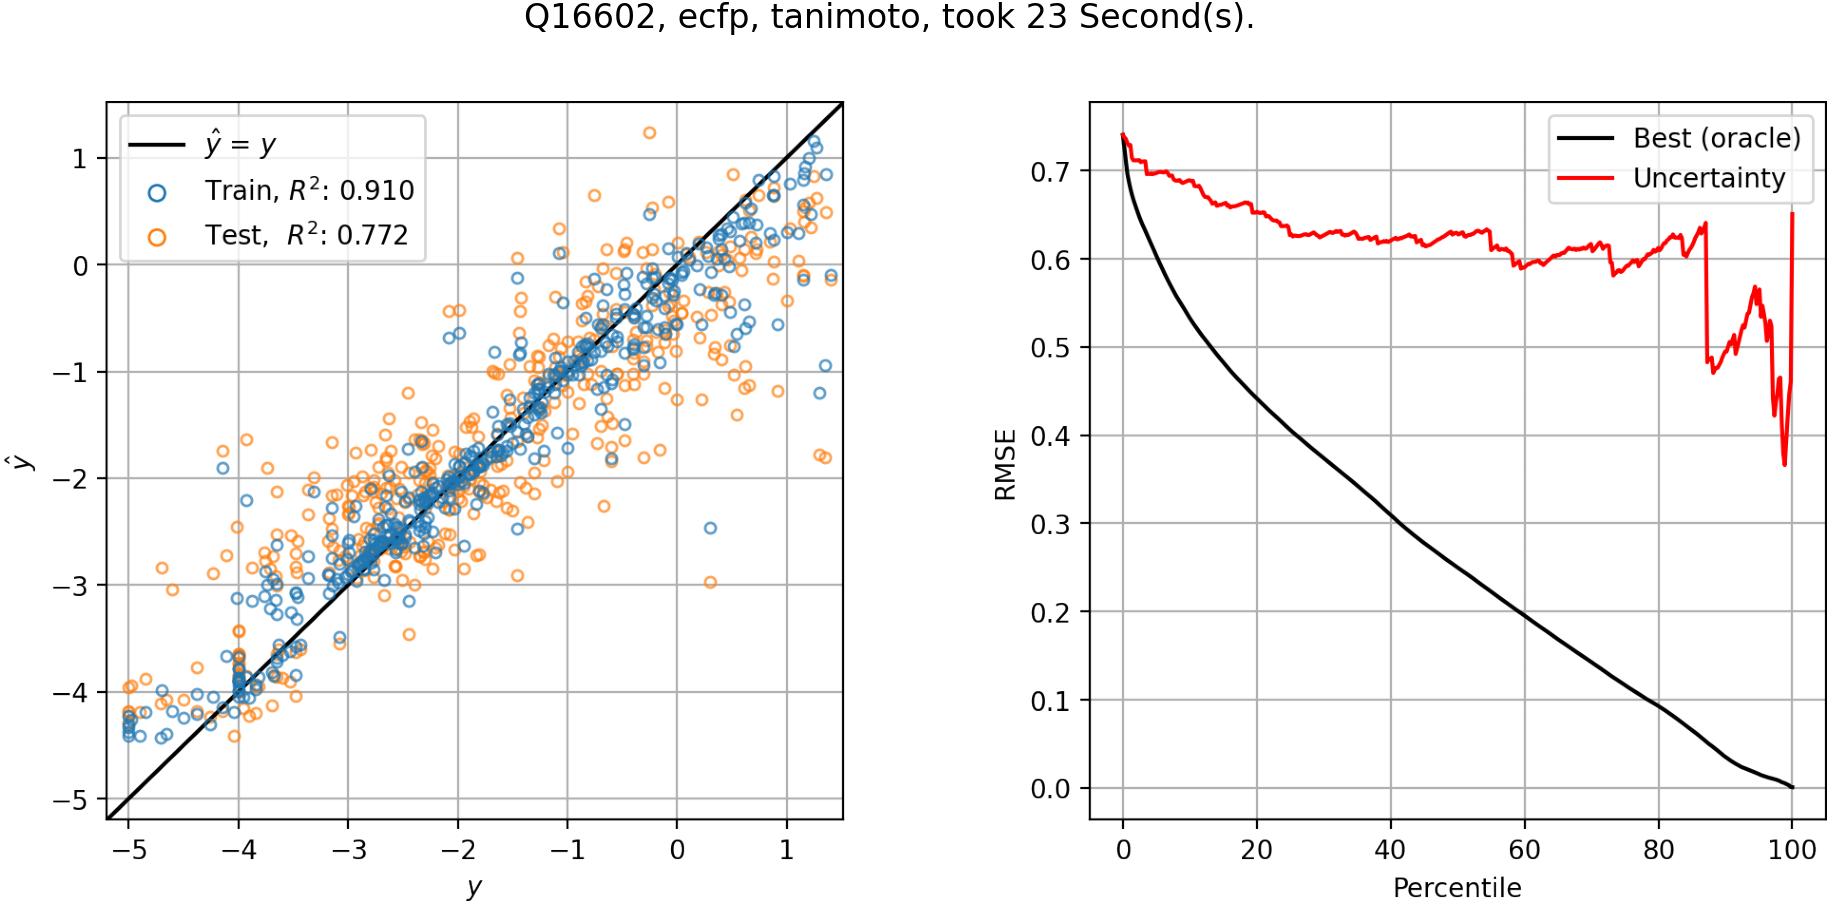 Q16602, ecfp, tanimoto, took 23 Second(s).
ŷ = y
Train, R²: 0.910
Test, R²: 0.772
1
0
−1
−2
−3
−4
−5
ŷ
−5 −4 −3 −2 −1 0 1
y
Best (oracle)
Uncertainty
0.7
0.6
0.5
0.4
0.3
0.2
0.1
0.0
RMSE
0 20 40 60 80 100
Percentile